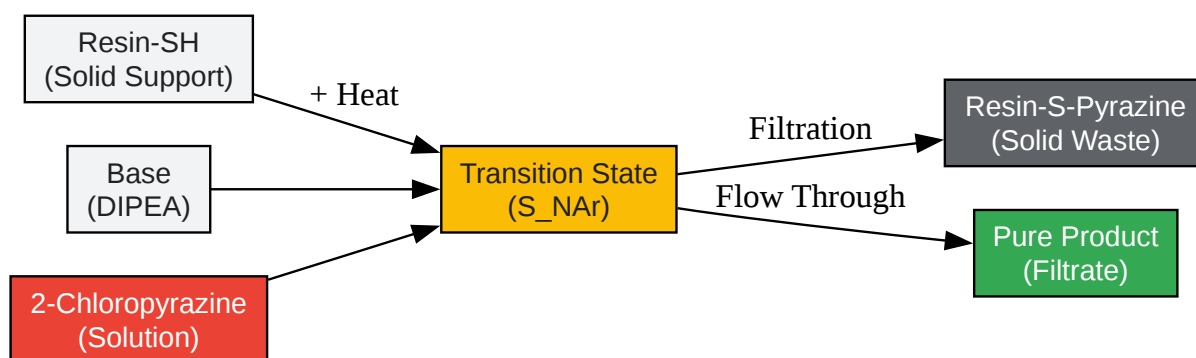 Resin-SH
(Solid Support)
+ Heat
Base
(DIPEA)
2-Chloropyrazine
(Solution)
Transition State
(S_NAr)
Filtration
Flow Through
Resin-S-Pyrazine
(Solid Waste)
Pure Product
(Filtrate)